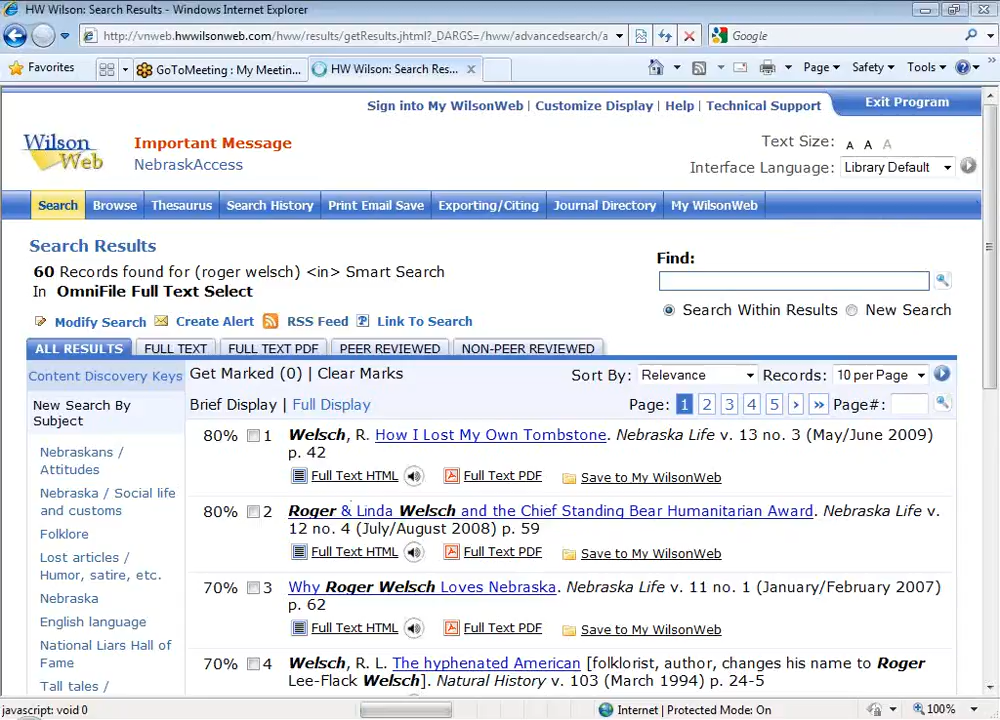 HW Wilson: Search Results - Windows Internet Explorer
http://vnweb.hwwilsonweb.com/hww/results/getResults.jhtml?_DARGS=/hww/advancedsearch/a
Google
Favorites
GoToMeeting : My Meetin...
HW Wilson: Search Res...
Page
Safety
Tools
Sign into My WilsonWeb | Customize Display | Help | Technical Support
Exit Program
Wilson
Web
Important Message
NebraskAccess
Text Size: A A A
Interface Language: Library Default
Search
Browse
Thesaurus
Search History
Print Email Save
Exporting/Citing
Journal Directory
My WilsonWeb
Search Results
60 Records found for (roger welsch) <in> Smart Search
In OmniFile Full Text Select
Find:
Search Within Results
New Search
Modify Search
Create Alert
RSS Feed
Link To Search
ALL RESULTS
FULL TEXT
FULL TEXT PDF
PEER REVIEWED
NON-PEER REVIEWED
Content Discovery Keys
New Search By
Subject
Nebraskans /
Attitudes
Nebraska / Social life
and customs
Folklore
Lost articles /
Humor, satire, etc.
Nebraska
English language
National Liars Hall of
Fame
Tall tales /
Get Marked (0) | Clear Marks
Sort By: Relevance
Records: 10 per Page
Brief Display | Full Display
Page: 1 2 3 4 5 › » Page#:
80% 1 Welsch, R. How I Lost My Own Tombstone. Nebraska Life v. 13 no. 3 (May/June 2009)
p. 42
Full Text HTML Full Text PDF Save to My WilsonWeb
80% 2 Roger & Linda Welsch and the Chief Standing Bear Humanitarian Award. Nebraska Life v.
12 no. 4 (July/August 2008) p. 59
Full Text HTML Full Text PDF Save to My WilsonWeb
70% 3 Why Roger Welsch Loves Nebraska. Nebraska Life v. 11 no. 1 (January/February 2007)
p. 62
Full Text HTML Full Text PDF Save to My WilsonWeb
70% 4 Welsch, R. L. The hyphenated American [folklorist, author, changes his name to Roger
Lee-Flack Welsch]. Natural History v. 103 (March 1994) p. 24-5
javascript: void 0
Internet | Protected Mode: On
100%